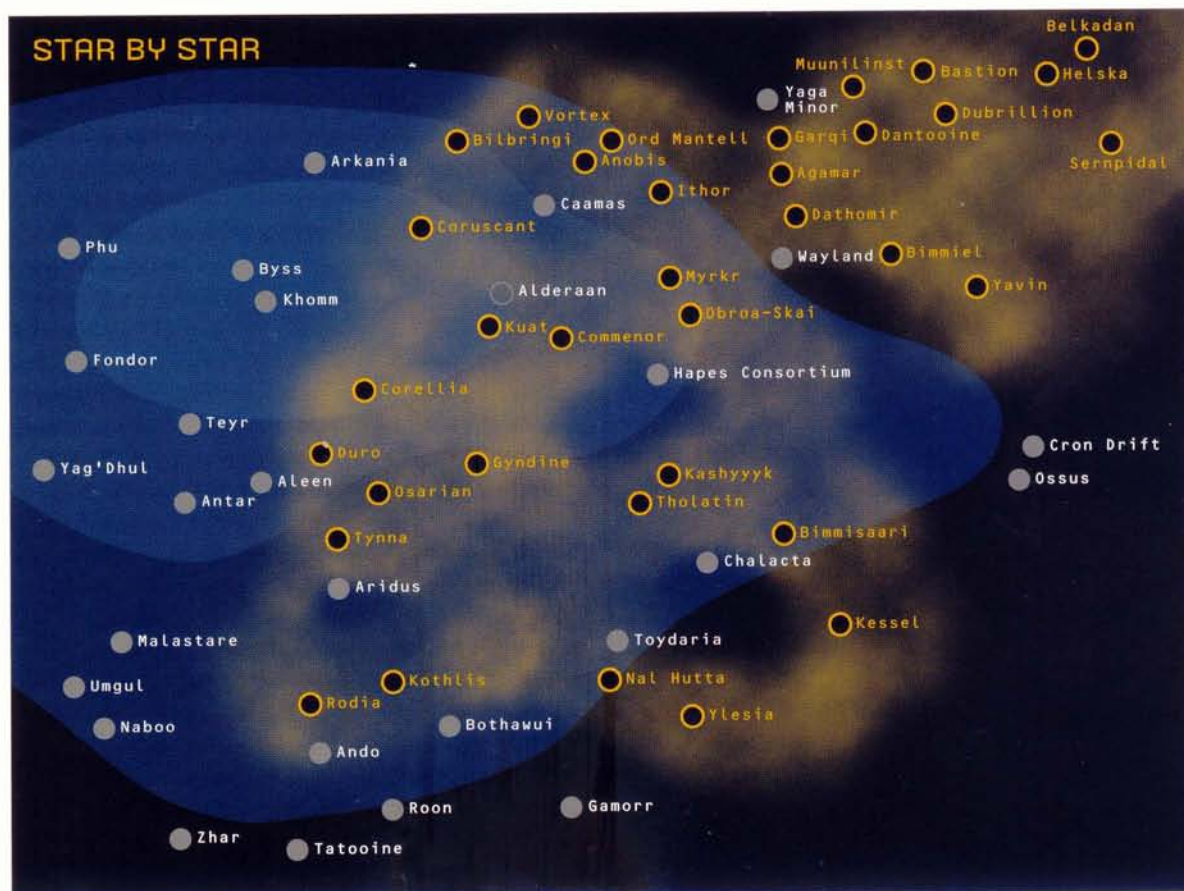 STAR BY STAR
Belkadan
Muunilinst
Bastion
Helska
Yaga
Minor
Vortex
Dubrillion
Bilbringi
Ord Mantell
Garqi
Dantooine
Sernpidal
Arkania
Anobis
Agamar
Ithor
Caamas
Dathomir
Coruscant
Phu
Byss
Wayland
Bimmiel
Khomm
Alderaan
Myrkr
Yavin
Kuat
Commenor
Obroa-Skai
Fondor
Hapes Consortium
Corellia
Teyr
Cron Drift
Duro
Gyndine
Yag'Dhul
Aleen
Kashyyyk
Ossus
Antar
Osarian
Tholatin
Tynna
Bimmisaari
Chalacta
Aridus
Kessel
Malastare
Toydaria
Umgul
Kothlis
Nal Hutta
Rodia
Naboo
Bothawui
Ylesia
Ando
Roon
Gamorr
Zhar
Tatooine